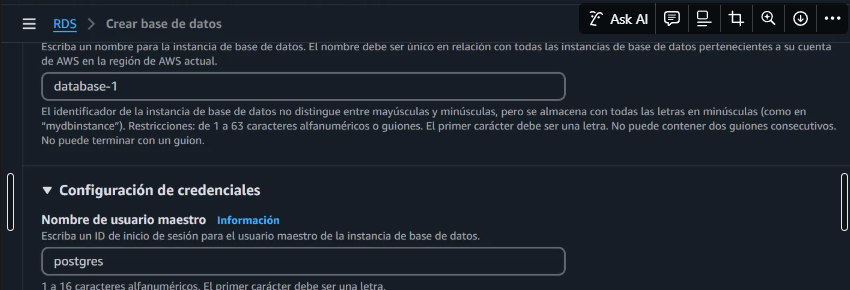 RDS > Crear base de datos
Ask AI
Escriba un nombre para la instancia de base de datos. El nombre debe ser único en relación con todas las instancias de base de datos pertenecientes a su cuenta
de AWS en la región de AWS actual.
database-1
El identificador de la instancia de base de datos no distingue entre mayúsculas y minúsculas, pero se almacena con todas las letras en minúsculas (como en
"mydbinstance"). Restricciones: de 1 a 63 caracteres alfanuméricos o guiones. El primer carácter debe ser una letra. No puede contener dos guiones consecutivos.
No puede terminar con un guion.
Configuración de credenciales
Nombre de usuario maestro Información
Escriba un ID de inicio de sesión para el usuario maestro de la instancia de base de datos.
postgres
1 a 16 caracteres alfanuméricos. El primer carácter debe ser una letra.